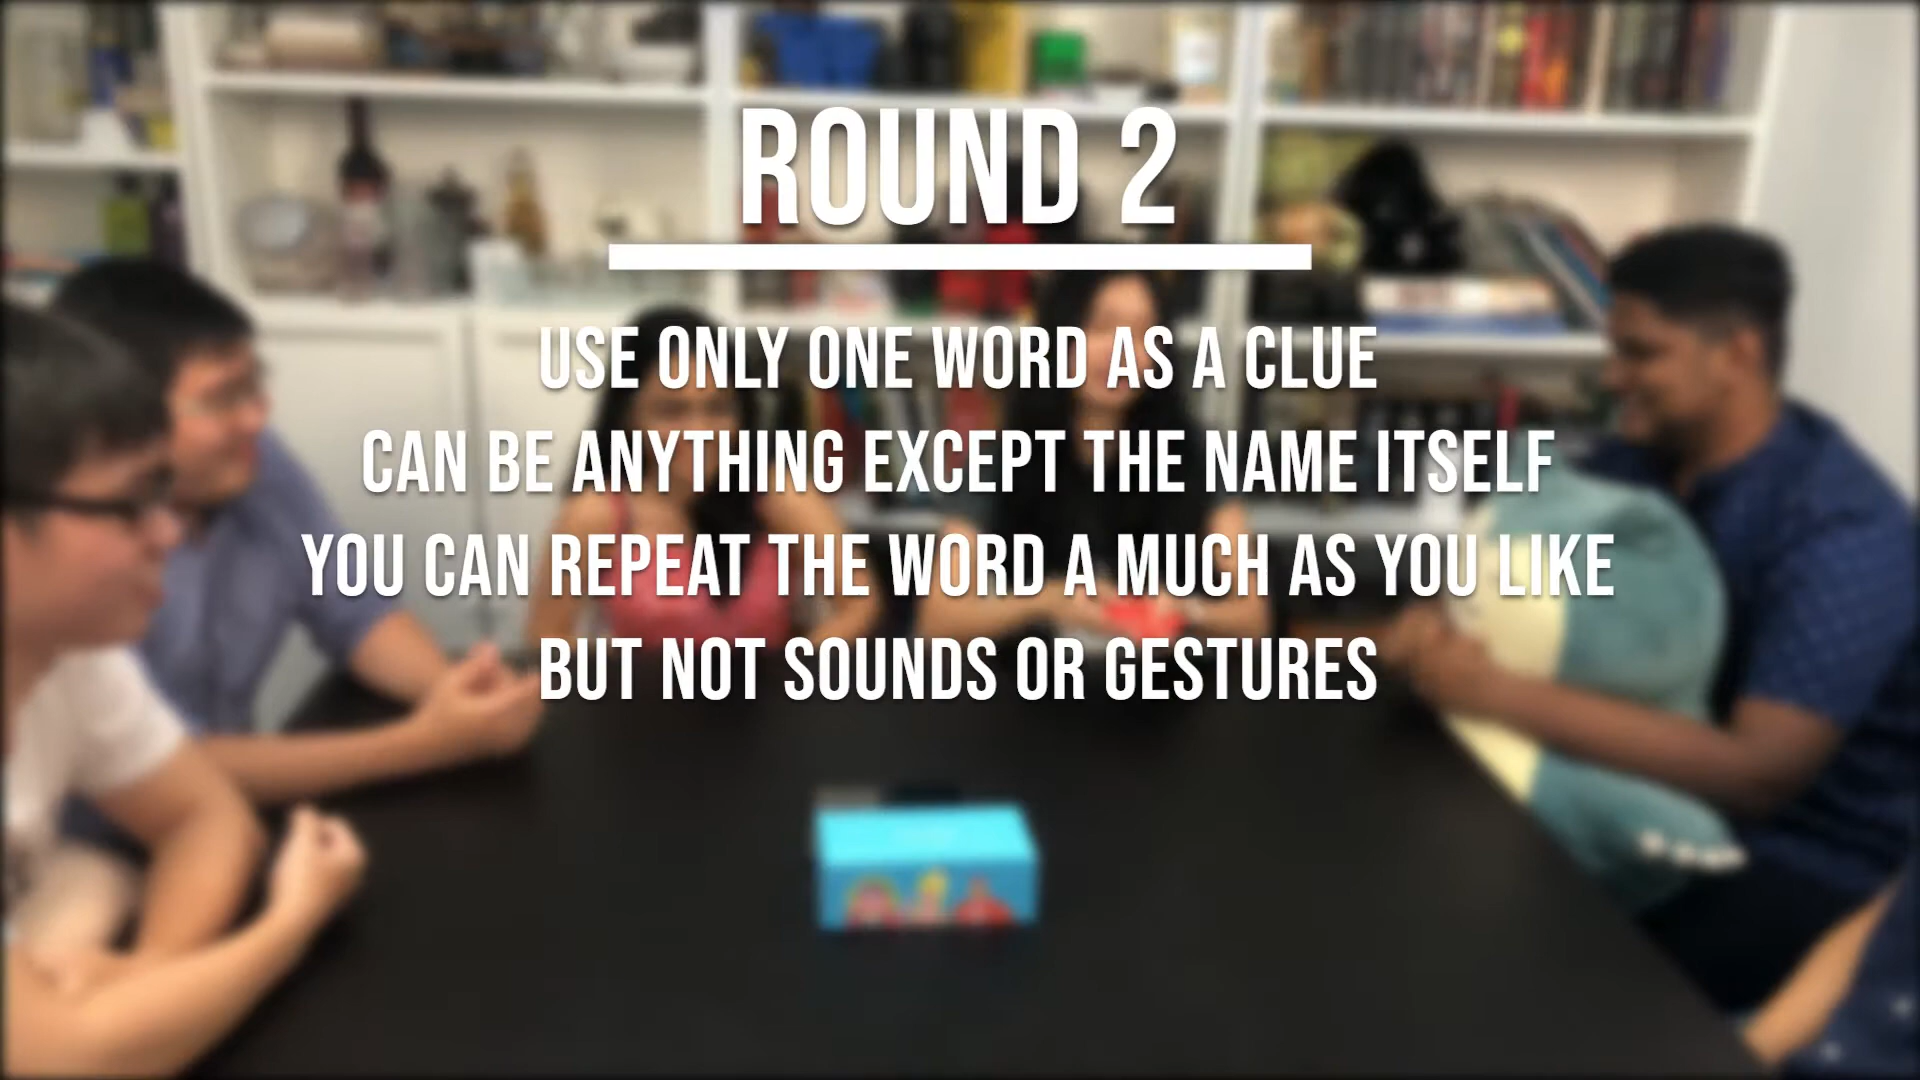 ROUND 2
USE ONLY ONE WORD AS A CLUE
CAN BE ANYTHING EXCEPT THE NAME ITSELF
YOU CAN REPEAT THE WORD A MUCH AS YOU LIKE
BUT NOT SOUNDS OR GESTURES